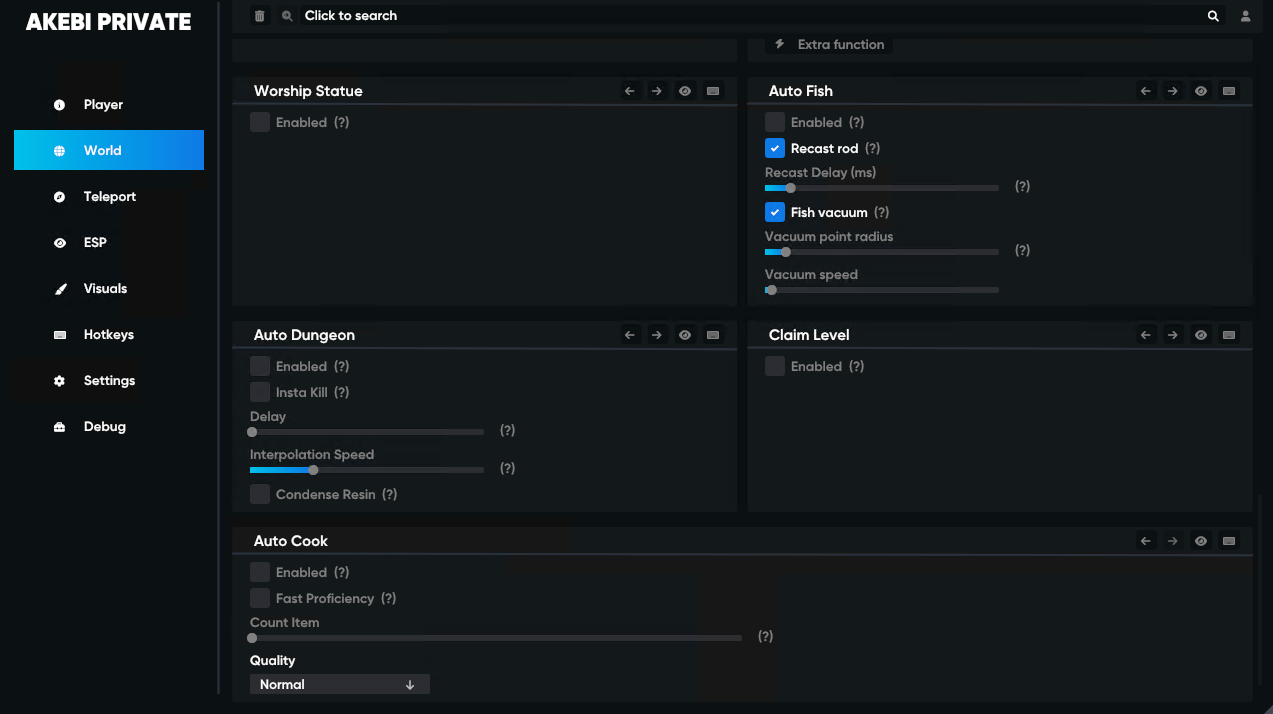 AKEBI PRIVATE
Player
World
Teleport
ESP
Visuals
Hotkeys
Settings
Debug
Click to search
Extra function
Worship Statue
Enabled (?)
Auto Fish
Enabled (?)
Recast rod (?)
Recast Delay (ms)
(?)
Fish vacuum (?)
Vacuum point radius
(?)
Vacuum speed
Auto Dungeon
Enabled (?)
Insta Kill (?)
Delay
(?)
Interpolation Speed
(?)
Condense Resin (?)
Claim Level
Enabled (?)
Auto Cook
Enabled (?)
Fast Proficiency (?)
Count Item
(?)
Quality
Normal